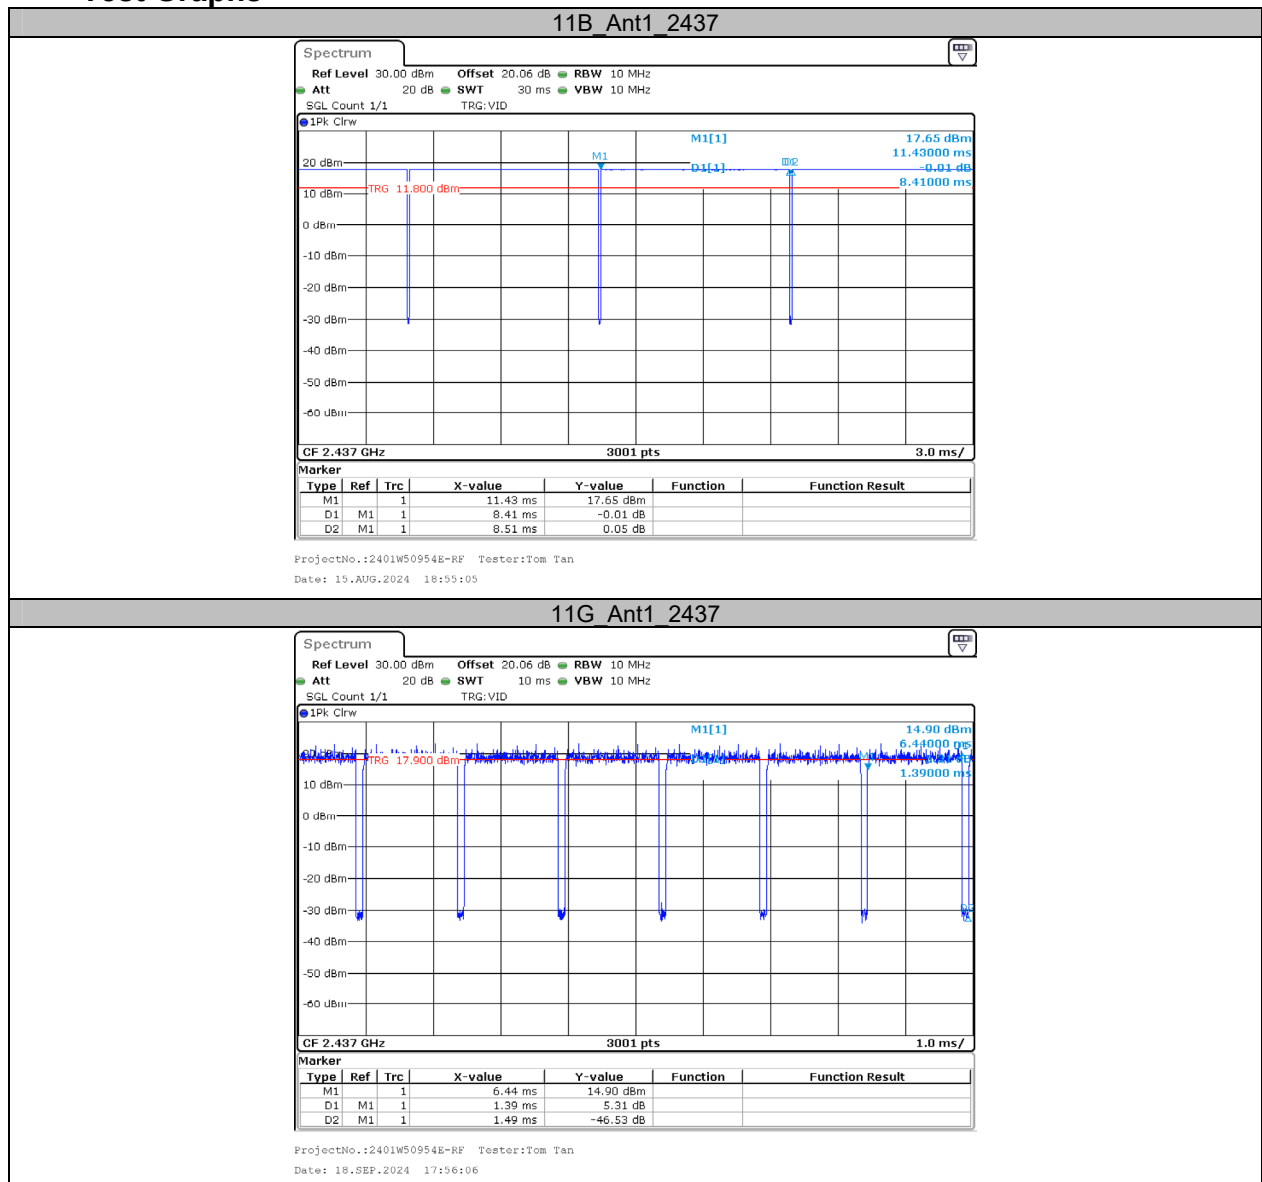 Test Graphs
11B_Ant1_2437
Spectrum
Ref Level 30.00 dBm Offset 20.06 dB RBW 10 MHz
Att 20 dB SWT 30 ms VBW 10 MHz
SGL Count 1/1 TRG:VID
1Pk Clrw
M1[1] 17.65 dBm
11.43000 ms
D1[1] -0.01 dB
8.41000 ms
M1
D2
20 dBm
TRG 11.800 dBm
10 dBm
0 dBm
-10 dBm
-20 dBm
-30 dBm
-40 dBm
-50 dBm
-60 dBm
CF 2.437 GHz 3001 pts 3.0 ms/
Marker
Type Ref Trc X-value Y-value Function Function Result
M1 1 11.43 ms 17.65 dBm
D1 M1 1 8.41 ms -0.01 dB
D2 M1 1 8.51 ms 0.05 dB
ProjectNo.:2401W50954E-RF Tester:Tom Tan
Date: 15.AUG.2024 18:55:05
11G_Ant1_2437
Spectrum
Ref Level 30.00 dBm Offset 20.06 dB RBW 10 MHz
Att 20 dB SWT 10 ms VBW 10 MHz
SGL Count 1/1 TRG:VID
1Pk Clrw
M1[1] 14.90 dBm
6.44000 ms
1.39000 ms
TRG 17.900 dBm
10 dBm
0 dBm
-10 dBm
-20 dBm
-30 dBm
-40 dBm
-50 dBm
-60 dBm
CF 2.437 GHz 3001 pts 1.0 ms/
Marker
Type Ref Trc X-value Y-value Function Function Result
M1 1 6.44 ms 14.90 dBm
D1 M1 1 1.39 ms 5.31 dB
D2 M1 1 1.49 ms -46.53 dB
ProjectNo.:2401W50954E-RF Tester:Tom Tan
Date: 18.SEP.2024 17:56:06